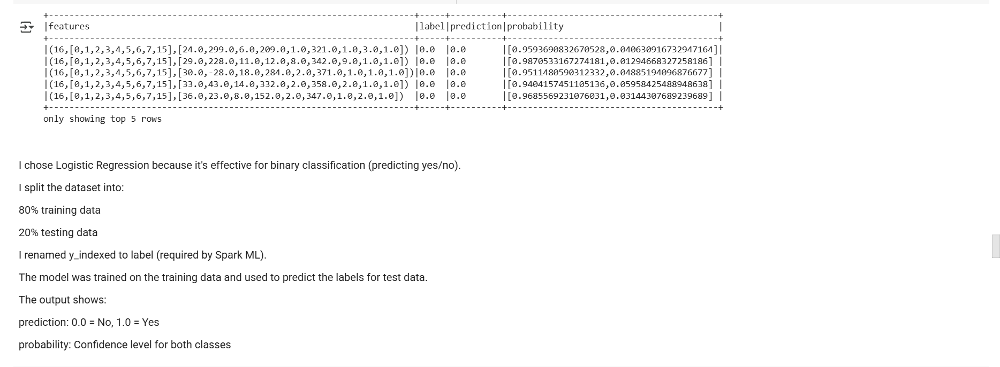 +-----------------------------------------------------------------------+-----+----------+-----------------------------------------+
|features                                                               |label|prediction|probability                              |
+-----------------------------------------------------------------------+-----+----------+-----------------------------------------+
|(16,[0,1,2,3,4,5,6,7,15],[24.0,299.0,6.0,209.0,1.0,321.0,1.0,3.0,1.0]) |0.0  |0.0       |[0.9593690832670528,0.040630916732947164]|
|(16,[0,1,2,3,4,5,6,7,15],[29.0,228.0,11.0,12.0,8.0,342.0,9.0,1.0,1.0]) |0.0  |0.0       |[0.9870533167274181,0.01294668327258186] |
|(16,[0,1,2,3,4,5,6,7,15],[30.0,-28.0,18.0,284.0,2.0,371.0,1.0,1.0,1.0])|0.0  |0.0       |[0.9511480590312332,0.04885194096876677] |
|(16,[0,1,2,3,4,5,6,7,15],[33.0,43.0,14.0,332.0,2.0,358.0,2.0,1.0,1.0]) |0.0  |0.0       |[0.9404157451105136,0.05958425488948638] |
|(16,[0,1,2,3,4,5,6,7,15],[36.0,23.0,8.0,152.0,2.0,347.0,1.0,2.0,1.0])  |0.0  |0.0       |[0.9685569231076031,0.03144307689239689] |
+-----------------------------------------------------------------------+-----+----------+-----------------------------------------+
only showing top 5 rows
I chose Logistic Regression because it's effective for binary classification (predicting yes/no).
I split the dataset into:
80% training data
20% testing data
I renamed y_indexed to label (required by Spark ML).
The model was trained on the training data and used to predict the labels for test data.
The output shows:
prediction: 0.0 = No, 1.0 = Yes
probability: Confidence level for both classes